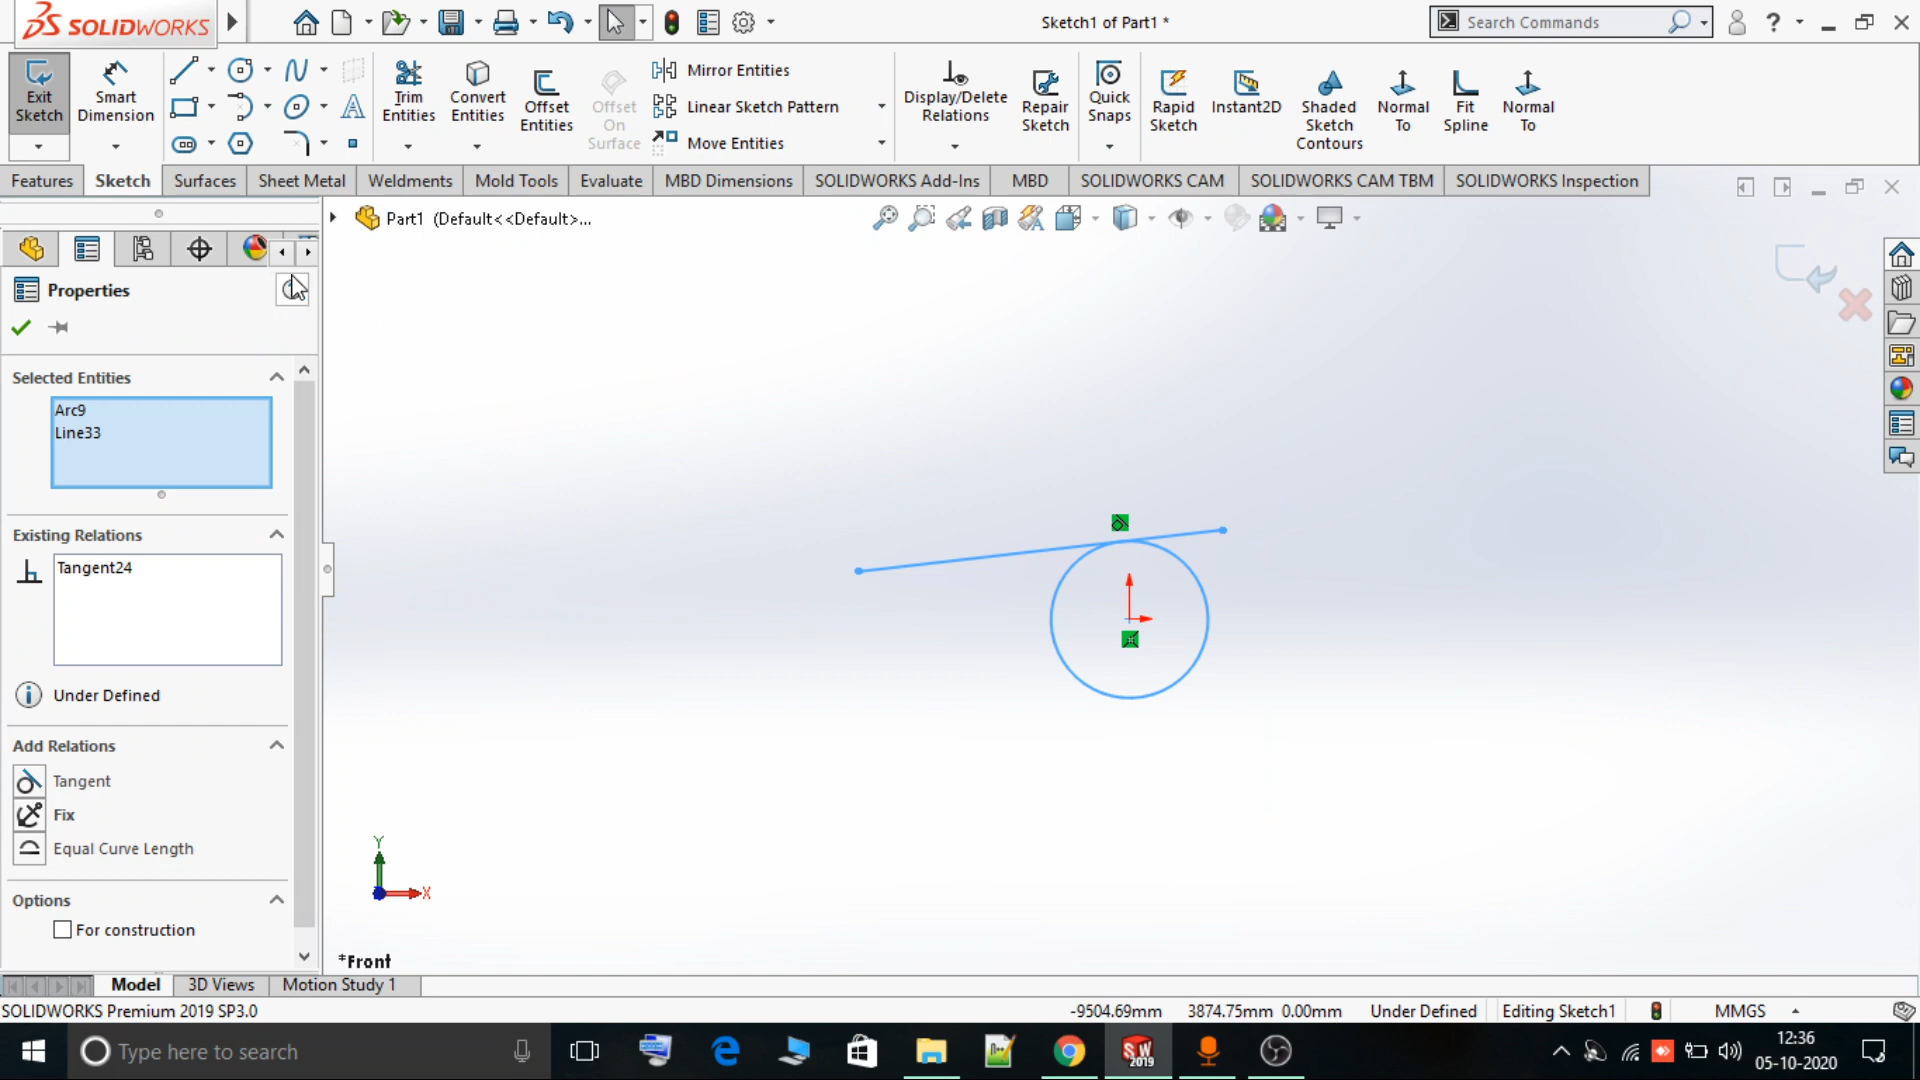 SOLIDWORKS
Sketch1 of Part1 *
Search Commands
?
Exit Sketch
Smart Dimension
Trim Entities
Convert Entities
Offset Entities
Offset On Surface
Mirror Entities
Linear Sketch Pattern
Move Entities
Display/Delete Relations
Repair Sketch
Quick Snaps
Rapid Sketch
Instant2D
Shaded Sketch Contours
Normal To
Fit Spline
Normal To
Features
Sketch
Surfaces
Sheet Metal
Weldments
Evaluate
Mold Tools
MBD Dimensions
SOLIDWORKS Add-Ins
MBD
SOLIDWORKS CAM
SOLIDWORKS CAM TBM
SOLIDWORKS Inspection
Part1 (Default<<Default>...
Properties
Selected Entities
Arc9
Line33
Existing Relations
Tangent24
Under Defined
Add Relations
Tangent
Fix
Equal Curve Length
Options
For construction
Y
X
*Front
Model
3D Views
Motion Study 1
SOLIDWORKS Premium 2019 SP3.0
-9504.69mm
3874.75mm 0.00mm
Under Defined
Editing Sketch1
MMGS
Type here to search
SW
2019
12:36
05-10-2020